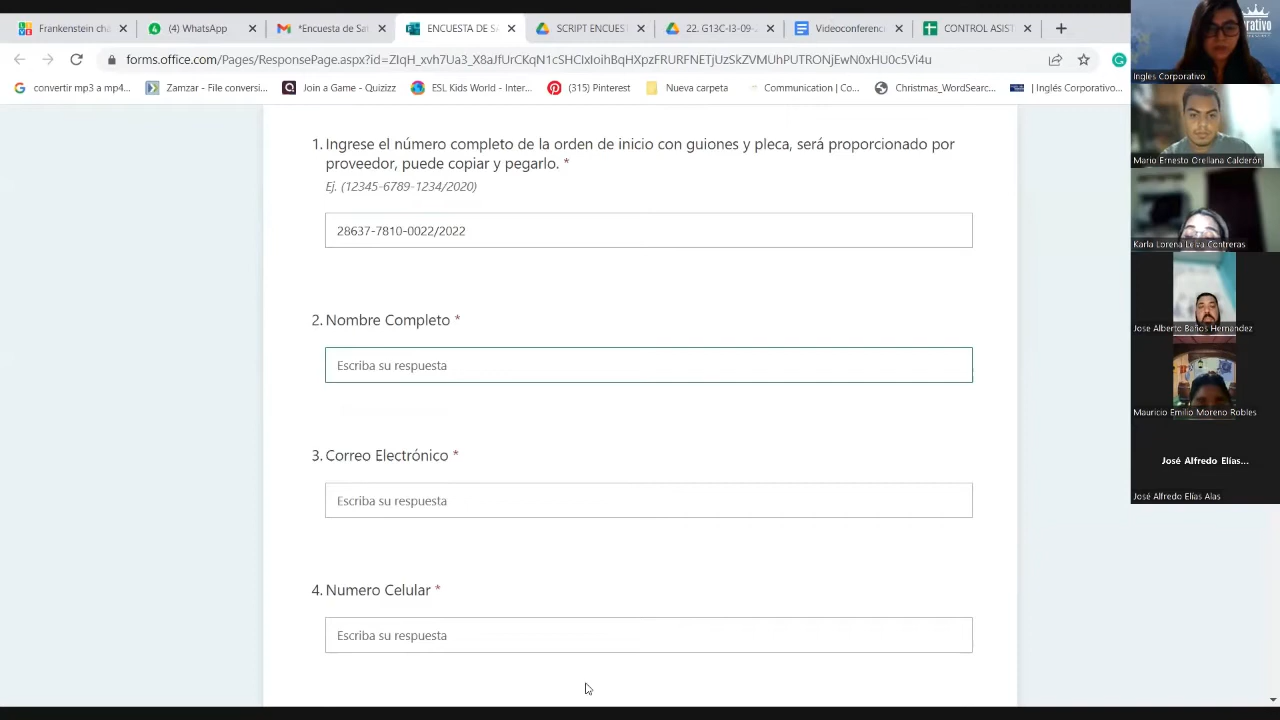 Frankenstein ch
(4) WhatsApp
*Encuesta de Sa
ENCUESTA DE SA
SCRIPT ENCUEST
22. G13C-I3-09-
Videoconferenci
CONTROL ASIST
forms.office.com/Pages/ResponsePage.aspx?id=
convertir mp3 a mp4...
Zamzar - File conversi...
Join a Game - Quizizz
ESL Kids World - Inter...
(315) Pinterest
Nueva carpeta
Communication | Co...
Christmas_WordSearc...
| Inglés Corporativo...
1. Ingrese el número completo de la orden de inicio con guiones y pleca, será proporcionado por
proveedor, puede copiar y pegarlo. *
Ej. (12345-6789-1234/2020)
28637-7810-0022/2022
2. Nombre Completo *
Escriba su respuesta
3. Correo Electrónico *
Escriba su respuesta
4. Numero Celular *
Escriba su respuesta
rativo
Ingles Corporativo
Mario Ernesto Orellana Calderón
Karla Lorena Leiva Contreras
Jose Alberto Baños Hernandez
Mauricio Emilio Moreno Robles
José Alfredo Elías...
José Alfredo Elías Alas